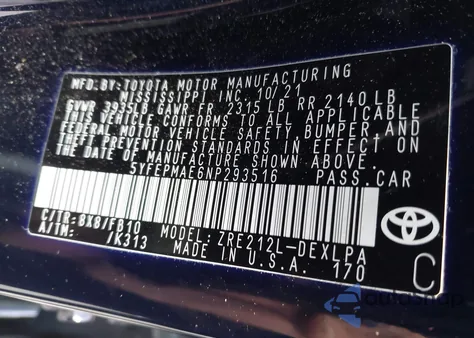 MFD.BY:TOYOTA MOTOR MANUFACTURING
MISSISSIPPI INC. 10/21
GVWR 3935LB GAWR FR 2315 LB RR 2140LB
THIS VEHICLE CONFORMS TO ALL APPLICABLE
FEDERAL MOTOR VEHICLE SAFETY, BUMPER AND
THEFT PREVENTION STANDARDS IN EFFECT ON
THE DATE OF MANUFACTURE SHOWN ABOVE.
5YFEPMAE6NP293516 PASS.CAR
C/TR:8X8/FB10
A/TM: /K313
MODEL:ZRE212L-DEXLPA
MADE IN U.S.A. 170
TOYOTA
C
autosnap